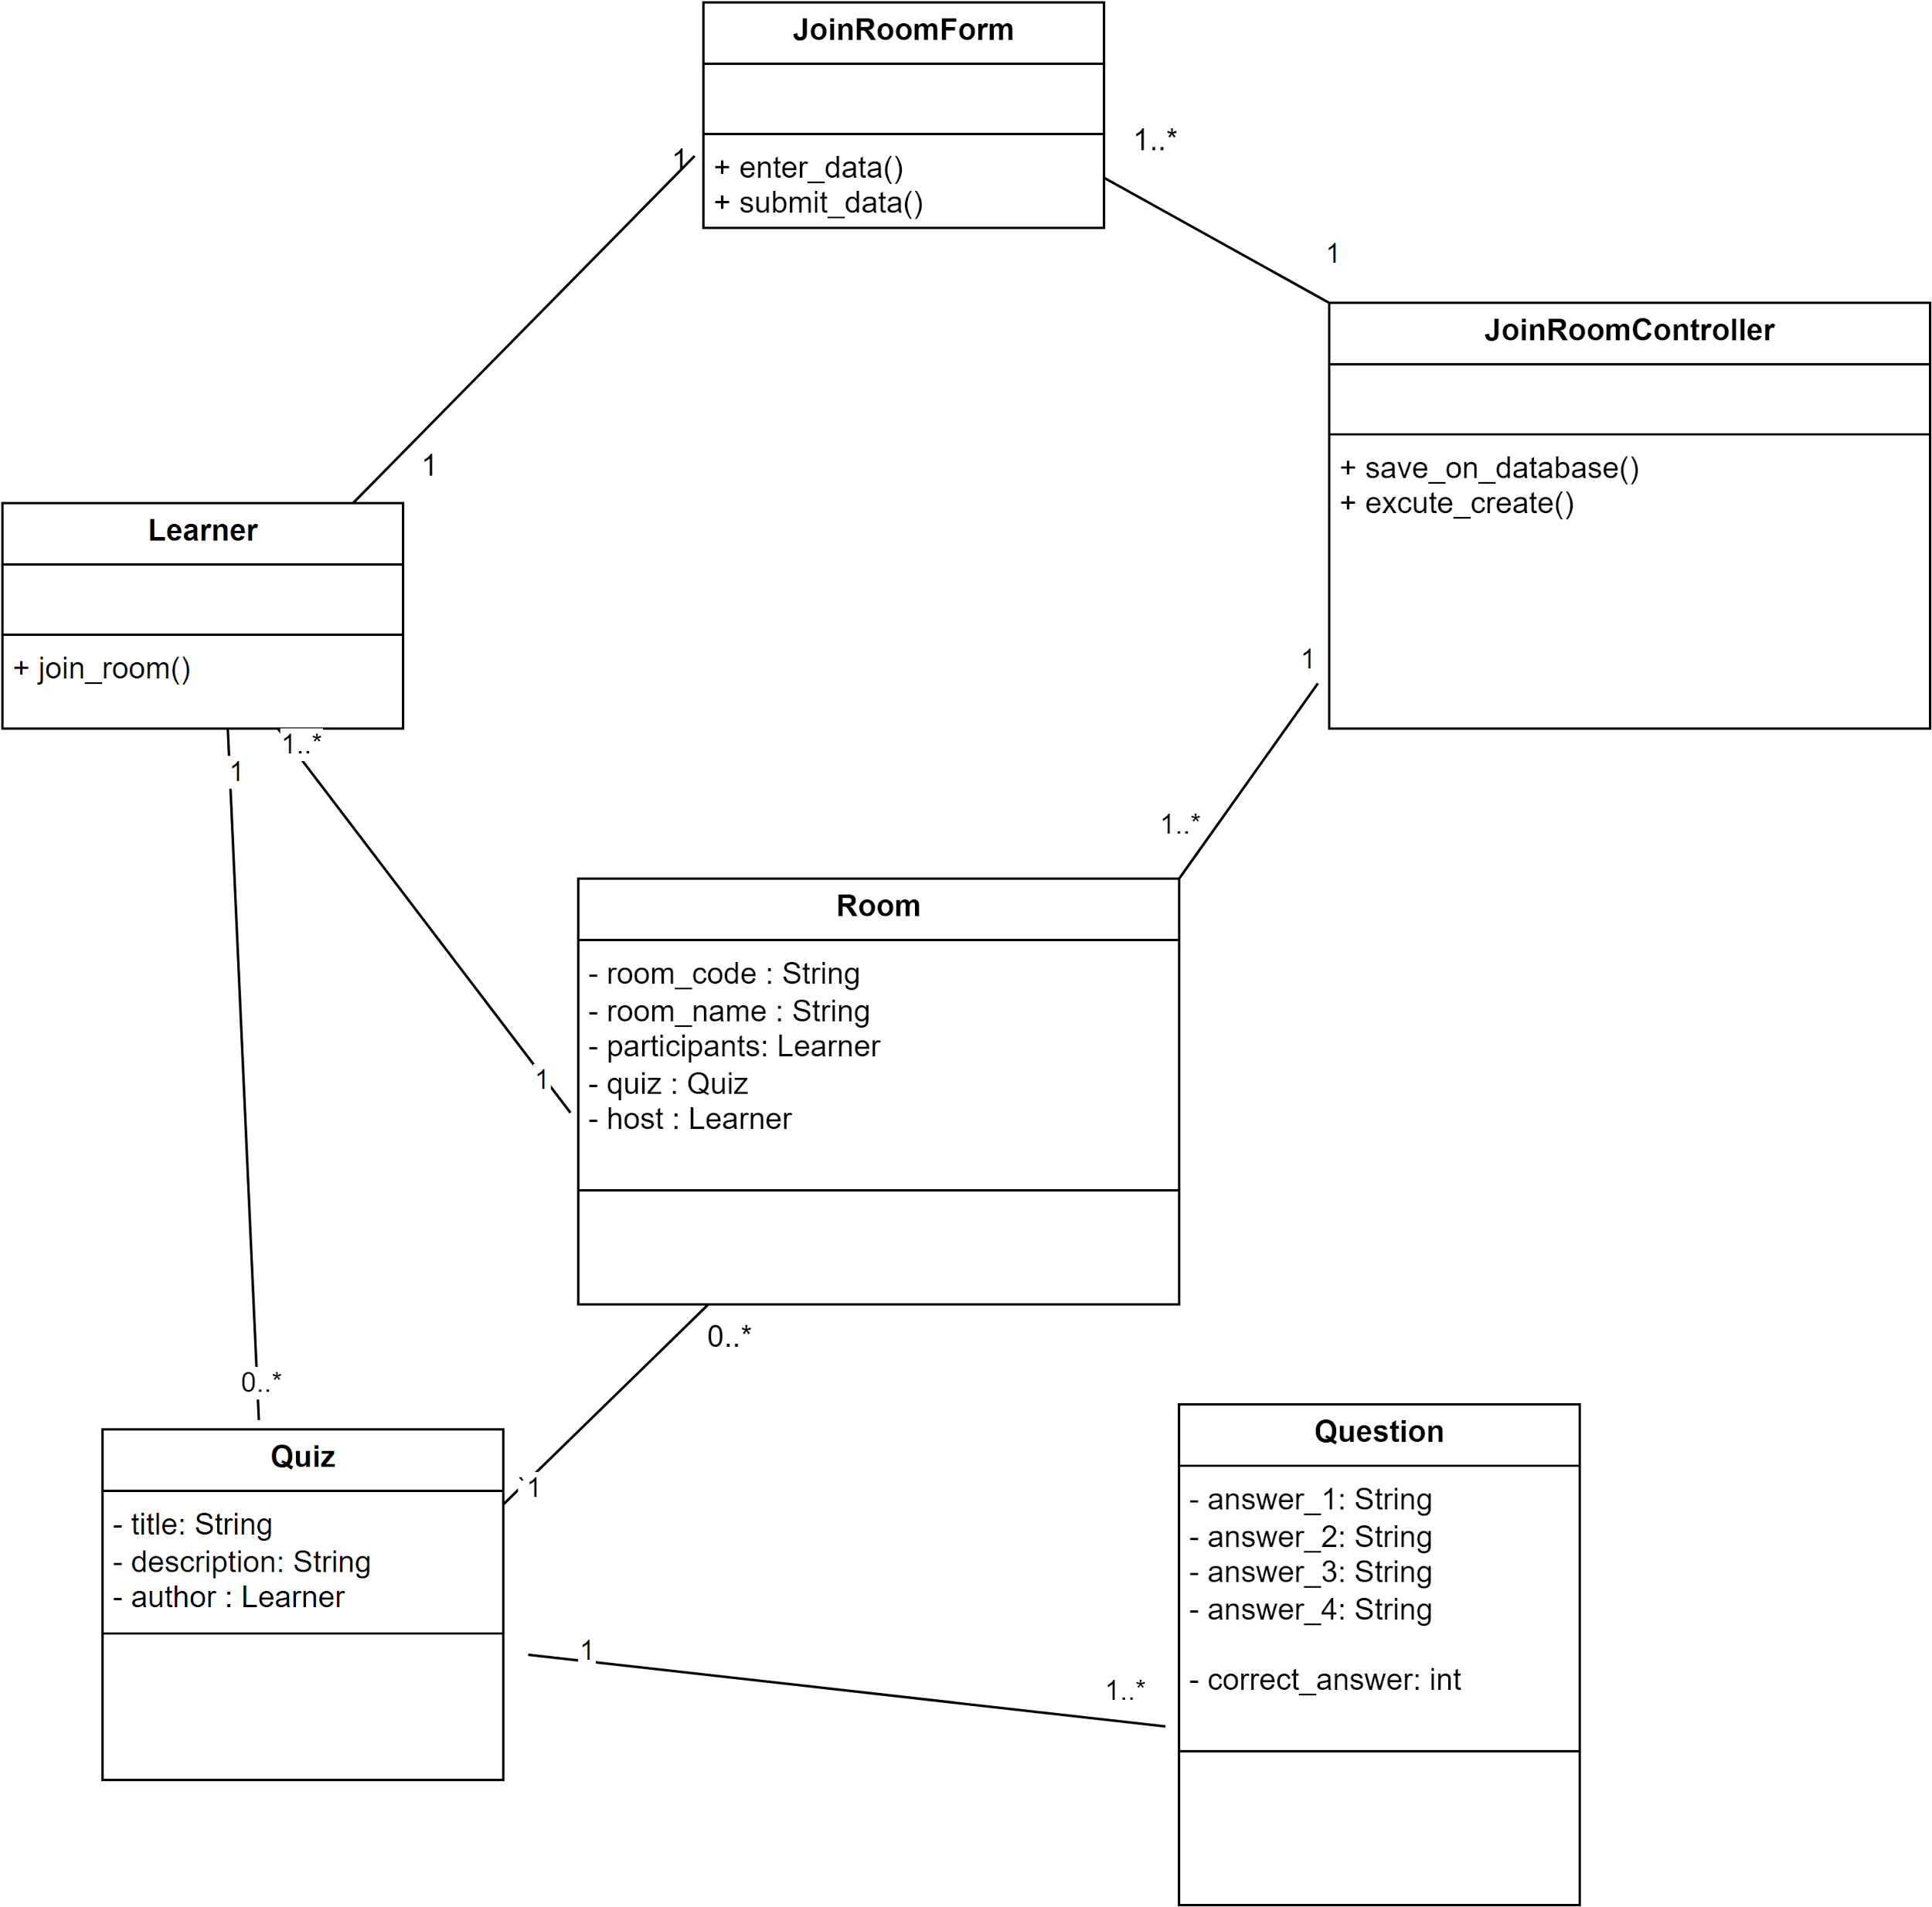 JoinRoomForm
+ enter_data()
+ submit_data()
1
1..*
1
1
JoinRoomController
+ save_on_database()
+ excute_create()
Learner
+ join_room()
1
1..*
1
1..*
1
Room
- room_code : String
- room_name : String
- participants: Learner
- quiz : Quiz
- host : Learner
0..*
0..*
`1
Quiz
- title: String
- description: String
- author : Learner
1
1..*
Question
- answer_1: String
- answer_2: String
- answer_3: String
- answer_4: String
- correct_answer: int